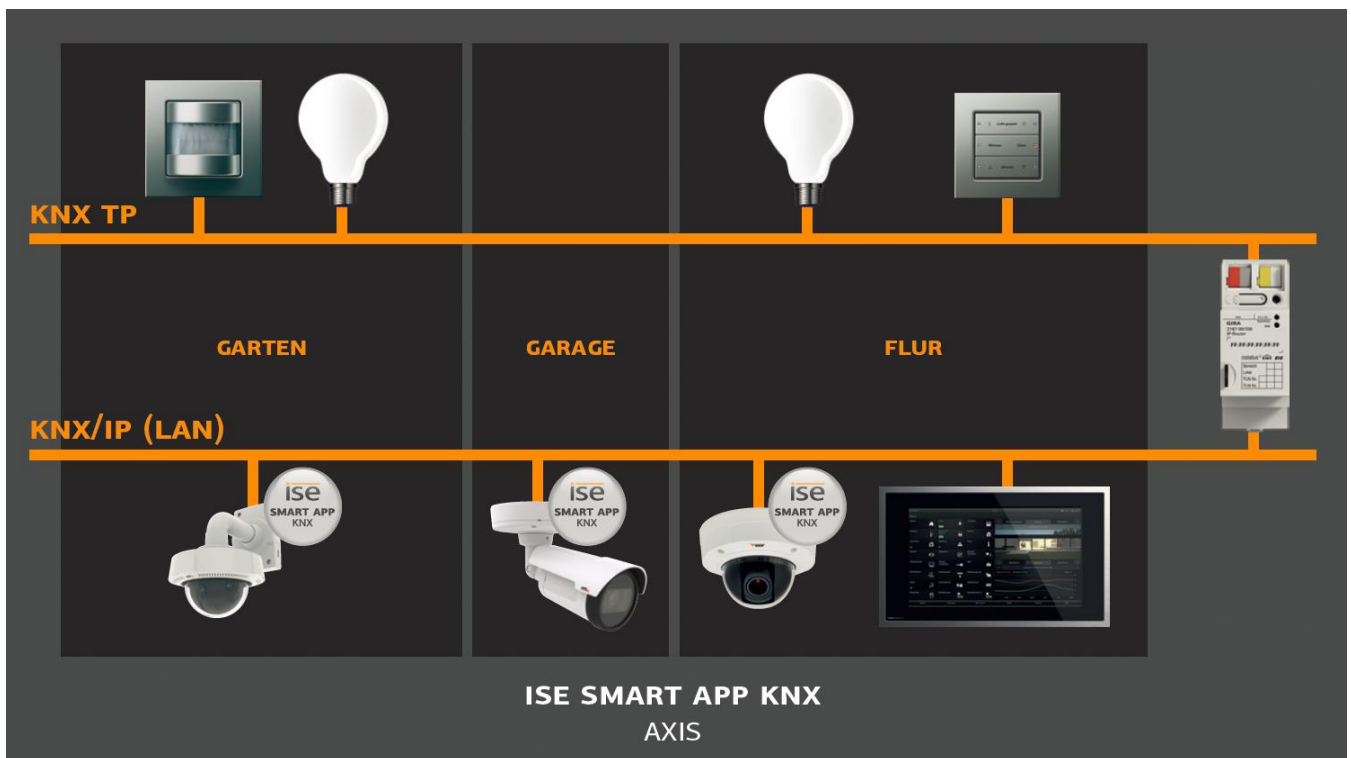 KNX TP
GARTEN
GARAGE
FLUR
GIRA
KNX/IP (LAN)
ise
SMART APP
KNX
ise
SMART APP
KNX
ise
SMART APP
KNX
ISE SMART APP KNX
AXIS